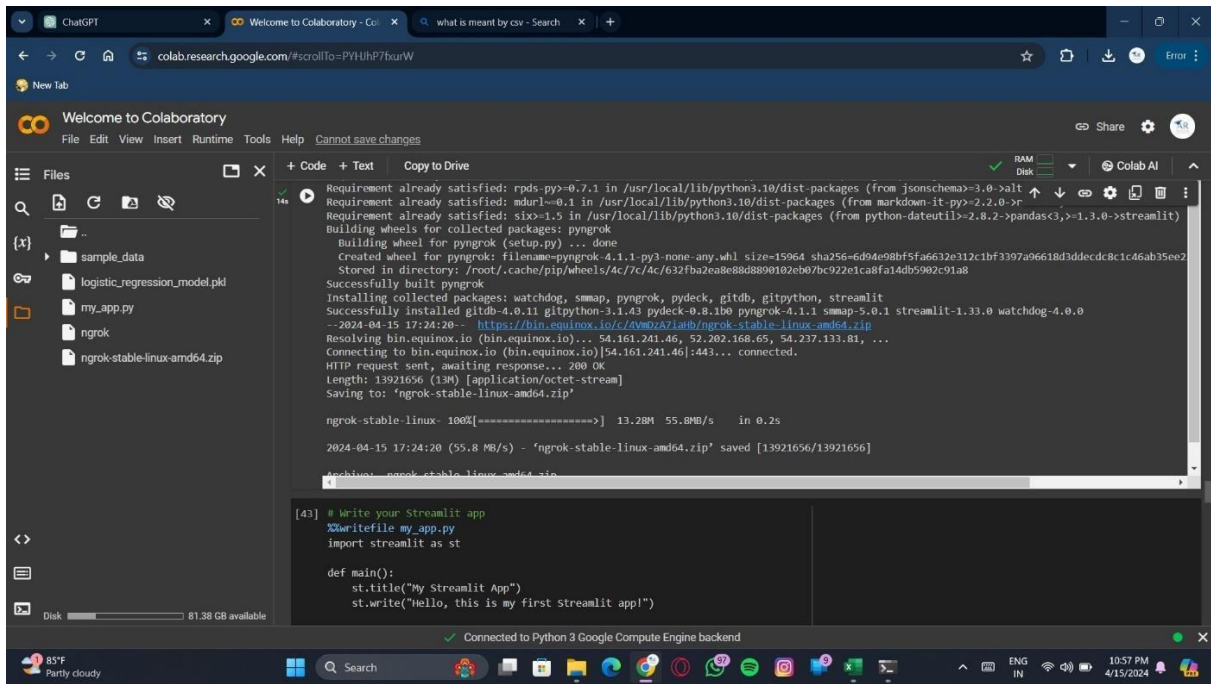 ChatGPT
Welcome to Colaboratory - Col
what is meant by csv - Search
colab.research.google.com/#scrollTo=PYHJhP7fxurW
Error
New Tab
Welcome to Colaboratory
File Edit View Insert Runtime Tools Help Cannot save changes
Share
Files
+ Code + Text Copy to Drive
RAM
Disk
Colab AI
..
sample_data
logistic_regression_model.pkl
my_app.py
ngrok
ngrok-stable-linux-amd64.zip
Disk 81.38 GB available
14s
Requirement already satisfied: rpds-py>=0.7.1 in /usr/local/lib/python3.10/dist-packages (from jsonschema>=3.0->alt
Requirement already satisfied: mdurl~=0.1 in /usr/local/lib/python3.10/dist-packages (from markdown-it-py>=2.2.0->r
Requirement already satisfied: six>=1.5 in /usr/local/lib/python3.10/dist-packages (from python-dateutil>=2.8.2->pandas<3,>=1.3.0->streamlit)
Building wheels for collected packages: pyngrok
Building wheel for pyngrok (setup.py) ... done
Created wheel for pyngrok: filename=pyngrok-4.1.1-py3-none-any.whl size=15964
Stored in directory:
Successfully built pyngrok
Installing collected packages: watchdog, smmap, pyngrok, pydeck, gitdb, gitpython, streamlit
Successfully installed gitdb-4.0.11 gitpython-3.1.43 pydeck-0.8.1b0 pyngrok-4.1.1 smmap-5.0.1 streamlit-1.33.0 watchdog-4.0.0
--2024-04-15 17:24:20-- https://bin.equinox.io/c/4VmDzA7iaHb/ngrok-stable-linux-amd64.zip
Resolving bin.equinox.io (bin.equinox.io)... 54.161.241.46, 52.202.168.65, 54.237.133.81, ...
Connecting to bin.equinox.io (bin.equinox.io)|54.161.241.46|:443... connected.
HTTP request sent, awaiting response... 200 OK
Length: 13921656 (13M) [application/octet-stream]
Saving to: ‘ngrok-stable-linux-amd64.zip’
ngrok-stable-linux- 100%[===================>] 13.28M 55.8MB/s in 0.2s
2024-04-15 17:24:20 (55.8 MB/s) - ‘ngrok-stable-linux-amd64.zip’ saved [13921656/13921656]
Archive: ngrok-stable-linux-amd64.zip
[43] # Write your Streamlit app
%%writefile my_app.py
import streamlit as st
def main():
st.title("My Streamlit App")
st.write("Hello, this is my first Streamlit app!")
Connected to Python 3 Google Compute Engine backend
85°F
Partly cloudy
Search
97
ENG
IN
10:57 PM
4/15/2024